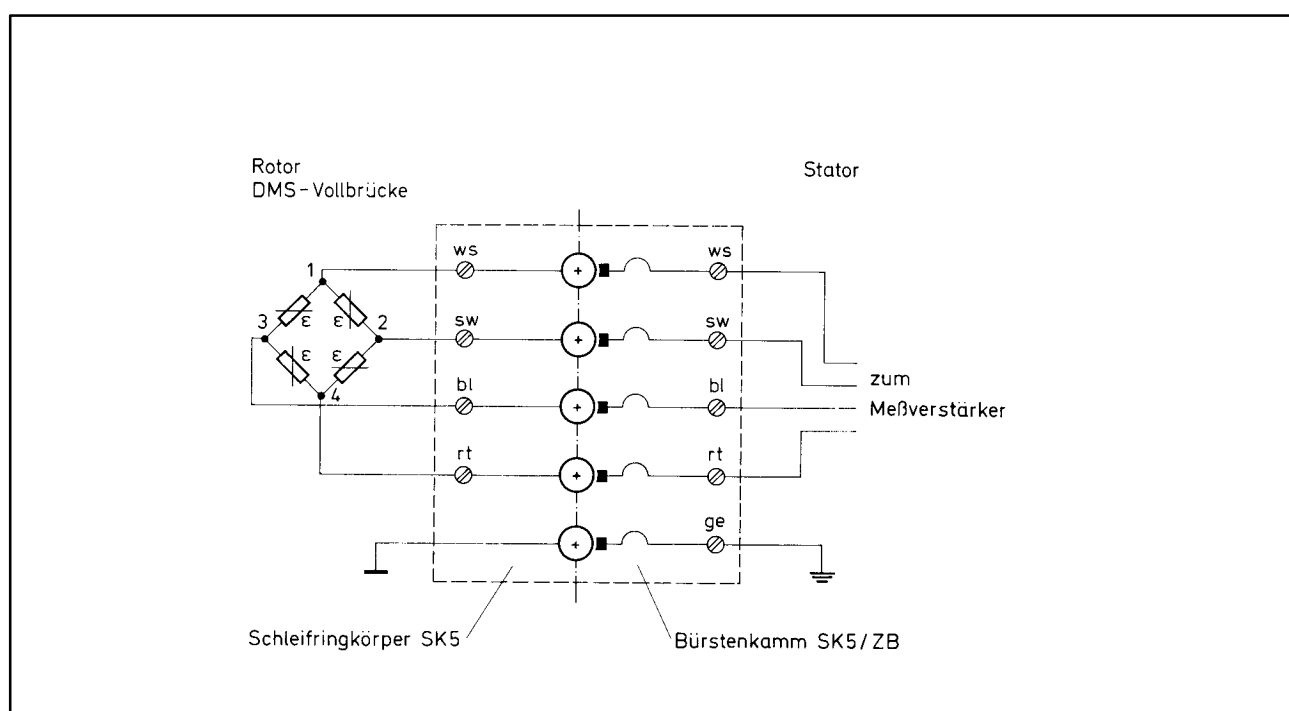 Rotor
DMS-Vollbrücke
Stator
ws
ws
1
3
ε
ε
2
sw
sw
ε
ε
4
bl
bl
zum
Meßverstärker
rt
rt
ge
Schleifringkörper SK5
Bürstenkamm SK5/ZB